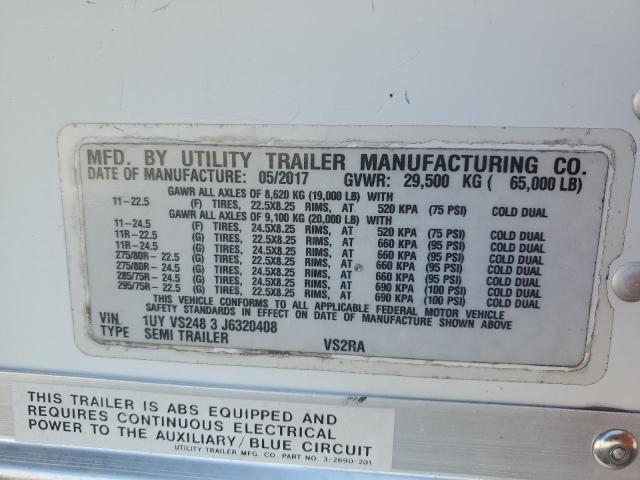 MFD. BY UTILITY TRAILER MANUFACTURING CO.
DATE OF MANUFACTURE: 05/2017 GVWR: 29,500 KG ( 65,000 LB)
GAWR ALL AXLES OF 8,620 KG (19,000 LB) WITH
11-22.5 (F) TIRES, 22.5X8.25 RIMS, AT 520 KPA (75 PSI) COLD DUAL
GAWR ALL AXLES OF 9,100 KG (20,000 LB) WITH
11-24.5 (F) TIRES, 24.5X8.25 RIMS, AT 520 KPA (75 PSI) COLD DUAL
11R-22.5 (G) TIRES, 22.5X8.25 RIMS, AT 660 KPA (95 PSI) COLD DUAL
11R-24.5 (G) TIRES, 24.5X8.25 RIMS, AT 660 KPA (95 PSI) COLD DUAL
275/80R-22.5 (G) TIRES, 22.5X8.25 RIMS, AT 660 KPA (95 PSI) COLD DUAL
275/80R-24.5 (G) TIRES, 24.5X8.25 RIMS, AT 660 KPA (95 PSI) COLD DUAL
285/75R-24.5 (G) TIRES, 24.5X8.25 RIMS, AT 690 KPA (100 PSI) COLD DUAL
295/75R-22.5 (G) TIRES, 22.5X8.25 RIMS, AT 690 KPA (100 PSI) COLD DUAL
THIS VEHICLE CONFORMS TO ALL APPLICABLE FEDERAL MOTOR VEHICLE
SAFETY STANDARDS IN EFFECT ON DATE OF MANUFACTURE SHOWN ABOVE
VIN 1UY VS248 3 J6320408
TYPE SEMI TRAILER VS2RA
THIS TRAILER IS ABS EQUIPPED AND
REQUIRES CONTINUOUS ELECTRICAL
POWER TO THE AUXILIARY/BLUE CIRCUIT
UTILITY TRAILER MFG. CO. PART NO. 3-2690-201